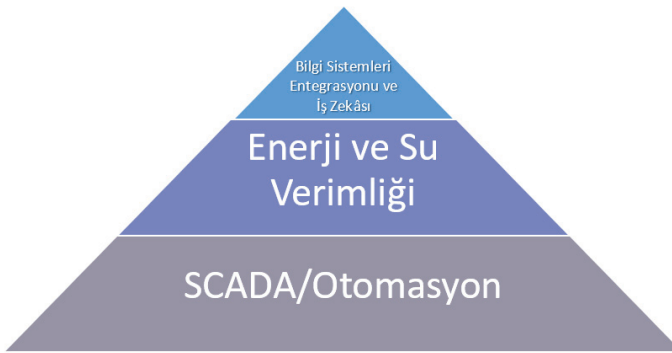 Bilgi Sistemleri
Entegrasyonu ve
İş Zekâsı
Enerji ve Su
Verimliği
SCADA/Otomasyon